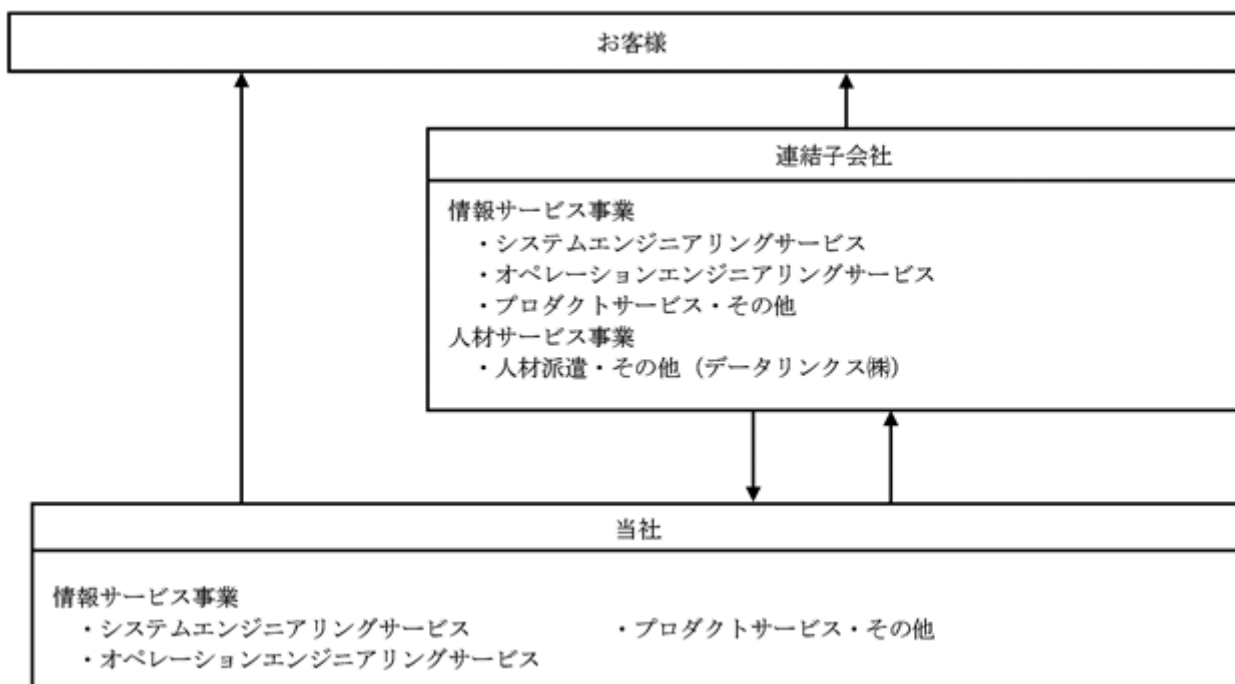 お客様
連結子会社
情報サービス事業
・システムエンジニアリングサービス
・オペレーションエンジニアリングサービス
・プロダクトサービス・その他
人材サービス事業
・人材派遣・その他（データリンクス㈱）
当社
情報サービス事業
・システムエンジニアリングサービス ・プロダクトサービス・その他
・オペレーションエンジニアリングサービス